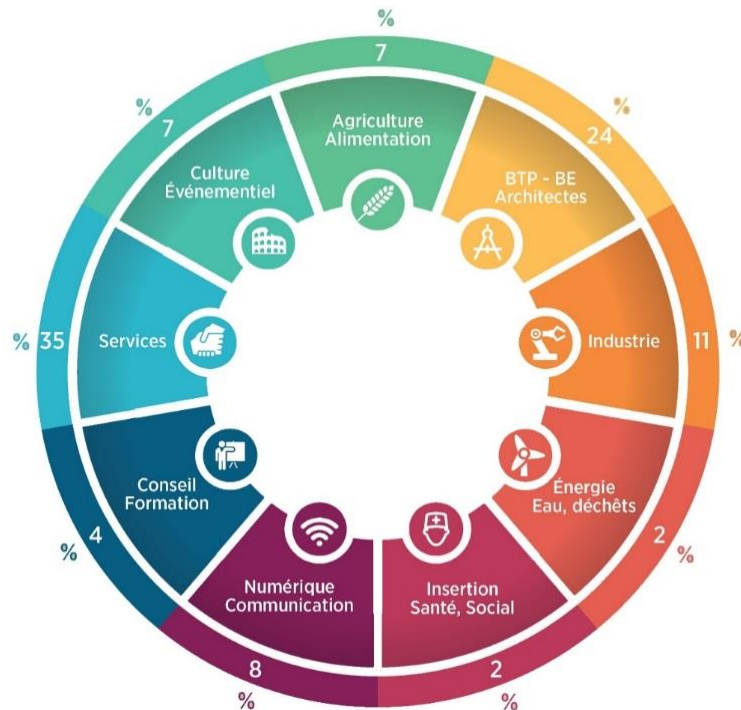 %
7
Agriculture
Alimentation
%
24
BTP - BE
Architectes
11 %
Industrie
2 %
Énergie
Eau, déchêts
2
%
Insertion
Santé, Social
8
%
Numérique
Communication
4
%
Conseil
Formation
% 35
Services
%
7
Culture
Événementiel